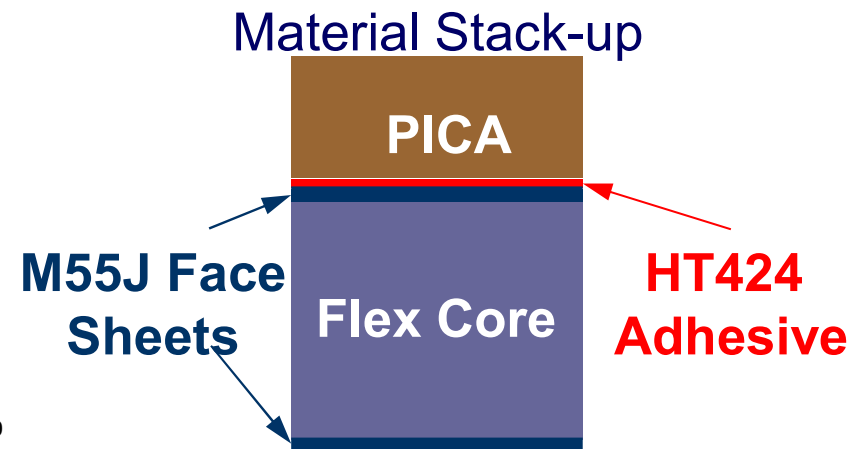 Material Stack-up
PICA
M55J Face
Sheets
HT424
Adhesive
Flex Core